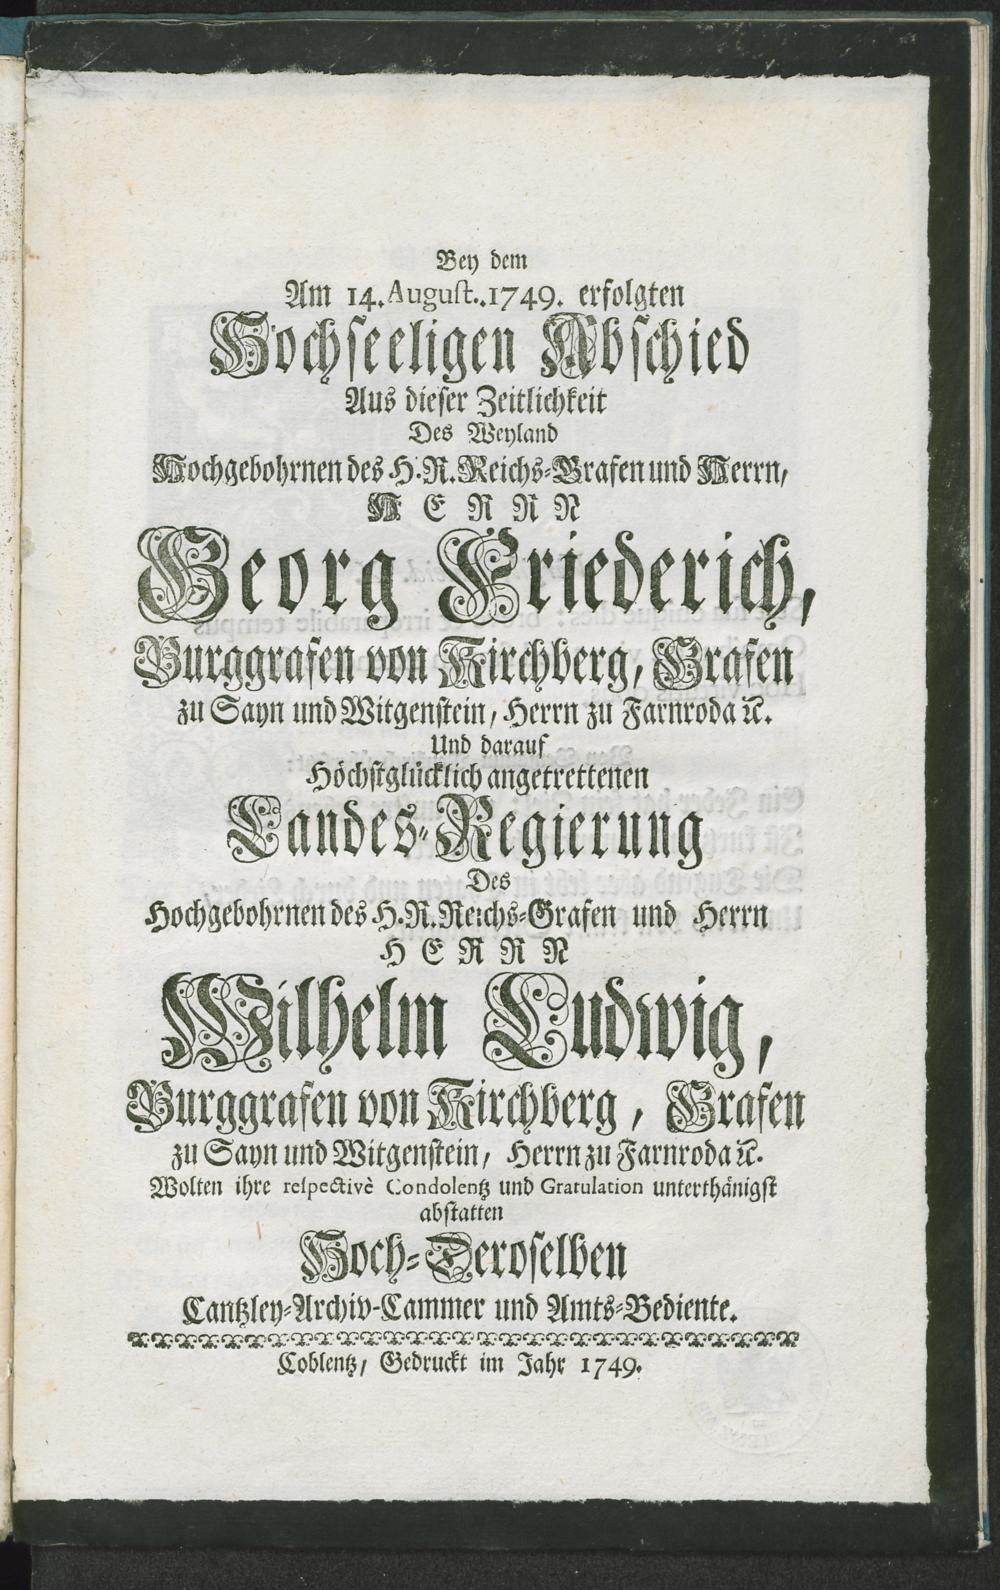 Bey dem
Am 14. August. 1749. erfolgten
Hochseeligen Abschied
Aus dieser Zeitlichkeit
Des Weyland
Hochgebohrnen des H. R. Reichs-Grafen und Herrn,
HERRN
Georg Friederich,
Burggrafen von Kirchberg, Grafen
zu Sayn und Witgenstein, Herrn zu Farnroda ꝛc.
Und darauf
Höchstglücklich angetrettenen
Landes-Regierung
Des
Hochgebohrnen des H. R. Reichs-Grafen und Herrn
HERRN
Wilhelm Ludwig,
Burggrafen von Kirchberg, Grafen
zu Sayn und Witgenstein, Herrn zu Farnroda ꝛc.
Wolten ihre respectivè Condolentz und Gratulation unterthänigst
abstatten
Hoch-Deroselben
Cantzley-Archiv-Cammer und Amts-Bediente.
Coblentz, Gedruckt im Jahr 1749.